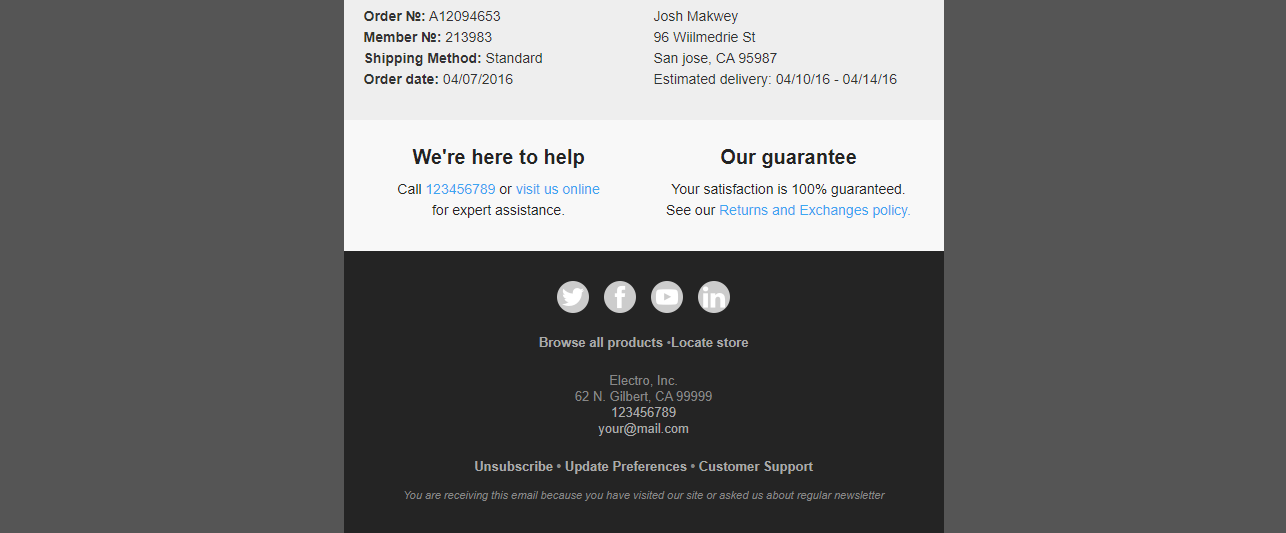 Order №: A12094653
Member №: 213983
Shipping Method: Standard
Order date: 04/07/2016
Josh Makwey
96 Wiilmedrie St
San jose, CA 95987
Estimated delivery: 04/10/16 - 04/14/16
We're here to help
Call 123456789 or visit us online
for expert assistance.
Our guarantee
Your satisfaction is 100% guaranteed.
See our Returns and Exchanges policy.
Browse all products •Locate store
Electro, Inc.
62 N. Gilbert, CA 99999
123456789
your@mail.com
Unsubscribe • Update Preferences • Customer Support
You are receiving this email because you have visited our site or asked us about regular newsletter